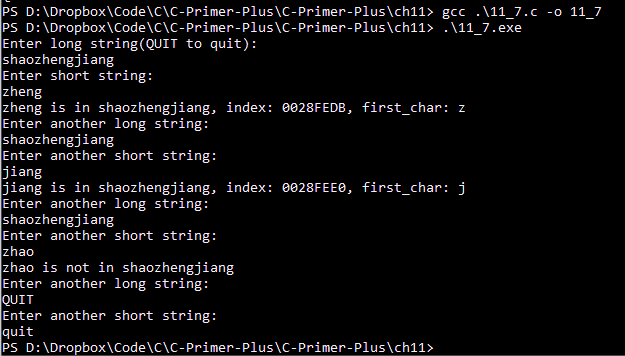 PS D:\Dropbox\Code\C\C-Primer-Plus\C-Primer-Plus\ch11> gcc .\11_7.c -o 11_7
PS D:\Dropbox\Code\C\C-Primer-Plus\C-Primer-Plus\ch11> .\11_7.exe
Enter long string(QUIT to quit):
shaozhengjiang
Enter short string:
zheng
zheng is in shaozhengjiang, index: 0028FEDB, first_char: z
Enter another long string:
shaozhengjiang
Enter another short string:
jiang
jiang is in shaozhengjiang, index: 0028FEE0, first_char: j
Enter another long string:
shaozhengjiang
Enter another short string:
zhao
zhao is not in shaozhengjiang
Enter another long string:
QUIT
Enter another short string:
quit
PS D:\Dropbox\Code\C\C-Primer-Plus\C-Primer-Plus\ch11>